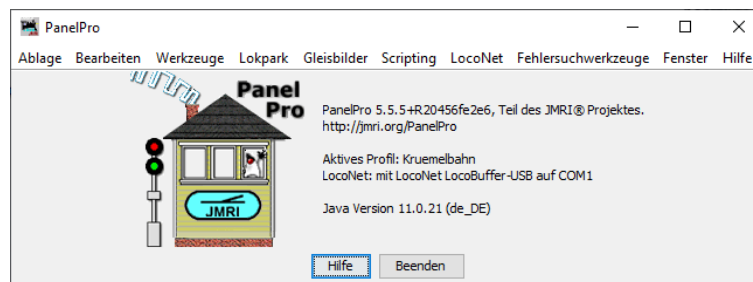 PanelPro
Ablage Bearbeiten Werkzeuge Lokpark Gleisbilder Scripting LocoNet Fehlersuchwerkzeuge Fenster Hilfe
Panel
Pro
PanelPro 5.5.5+R20456fe2e6, Teil des JMRI® Projektes.
http://jmri.org/PanelPro
Aktives Profil: Kruemelbahn
LocoNet: mit LocoNet LocoBuffer-USB auf COM1
JMRI
Java Version 11.0.21 (de_DE)
Hilfe Beenden